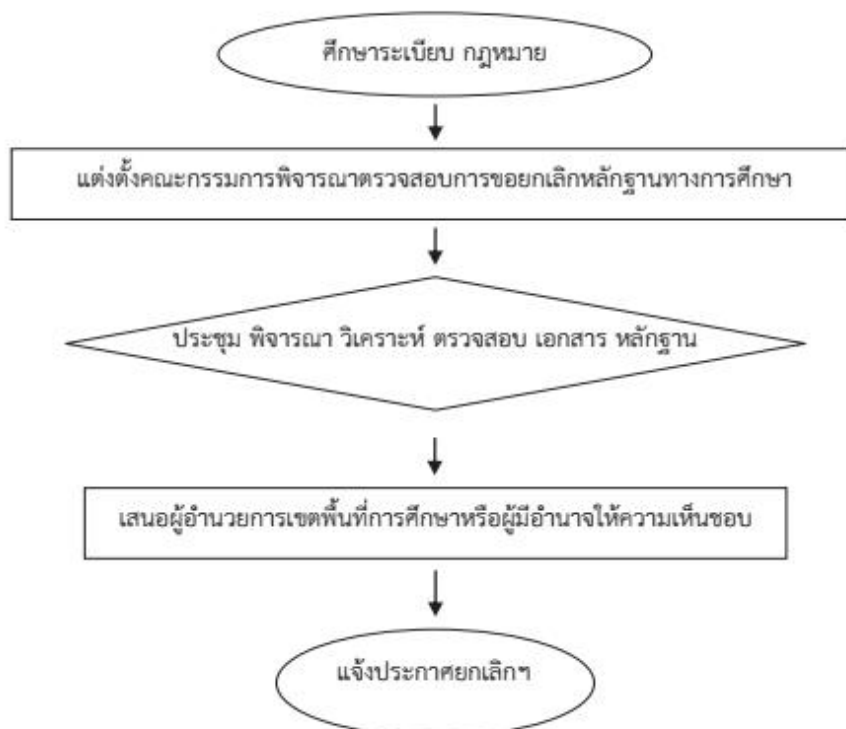 ศึกษาระเบียบ กฎหมาย
แต่งตั้งคณะกรรมการพิจารณาตรวจสอบการขอยกเลิกหลักฐานทางการศึกษา
ประชุม พิจารณา วิเคราะห์ ตรวจสอบ เอกสาร หลักฐาน
เสนอผู้อำนวยการเขตพื้นที่การศึกษาหรือผู้มีอำนาจให้ความเห็นชอบ
แจ้งประกาศยกเลิกฯ